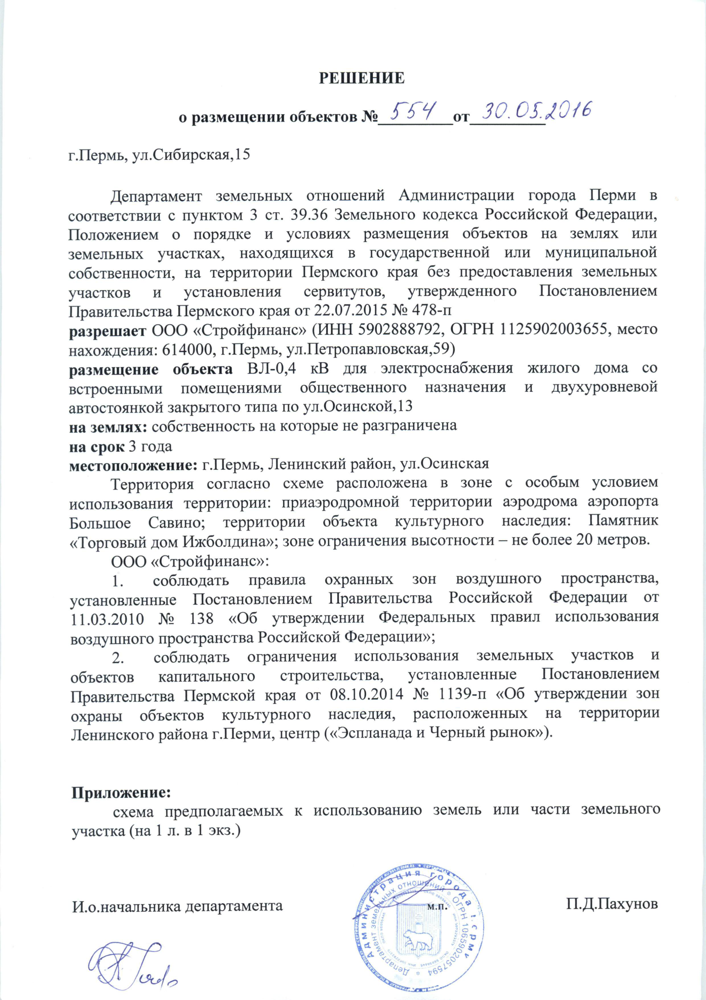 РЕШЕНИЕ
о размещении объектов № 554 от 30.05.2016
г.Пермь, ул.Сибирская,15
Департамент земельных отношений Администрации города Перми в
соответствии с пунктом 3 ст. 39.36 Земельного кодекса Российской Федерации,
Положением о порядке и условиях размещения объектов на землях или
земельных участках, находящихся в государственной или муниципальной
собственности, на территории Пермского края без предоставления земельных
участков и установления сервитутов, утвержденного Постановлением
Правительства Пермского края от 22.07.2015 № 478-п
разрешает ООО «Стройфинанс» (ИНН 5902888792, ОГРН 1125902003655, место
нахождения: 614000, г.Пермь, ул.Петропавловская,59)
размещение объекта ВЛ-0,4 кВ для электроснабжения жилого дома со
встроенными помещениями общественного назначения и двухуровневой
автостоянкой закрытого типа по ул.Осинской,13
на землях: собственность на которые не разграничена
на срок 3 года
местоположение: г.Пермь, Ленинский район, ул.Осинская
Территория согласно схеме расположена в зоне с особым условием
использования территории: приаэродромной территории аэродрома аэропорта
Большое Савино; территории объекта культурного наследия: Памятник
«Торговый дом Ижболдина»; зоне ограничения высотности – не более 20 метров.
ООО «Стройфинанс»:
1. соблюдать правила охранных зон воздушного пространства,
установленные Постановлением Правительства Российской Федерации от
11.03.2010 № 138 «Об утверждении Федеральных правил использования
воздушного пространства Российской Федерации»;
2. соблюдать ограничения использования земельных участков и
объектов капитального строительства, установленные Постановлением
Правительства Пермской края от 08.10.2014 № 1139-п «Об утверждении зон
охраны объектов культурного наследия, расположенных на территории
Ленинского района г.Перми, центр («Эспланада и Черный рынок»).
Приложение:
схема предполагаемых к использованию земель или части земельного
участка (на 1 л. в 1 экз.)
И.о.начальника департамента
м.п.
П.Д.Пахунов
Администрация города
Департамент земельных отношений * ОГРН 1065902057594 *